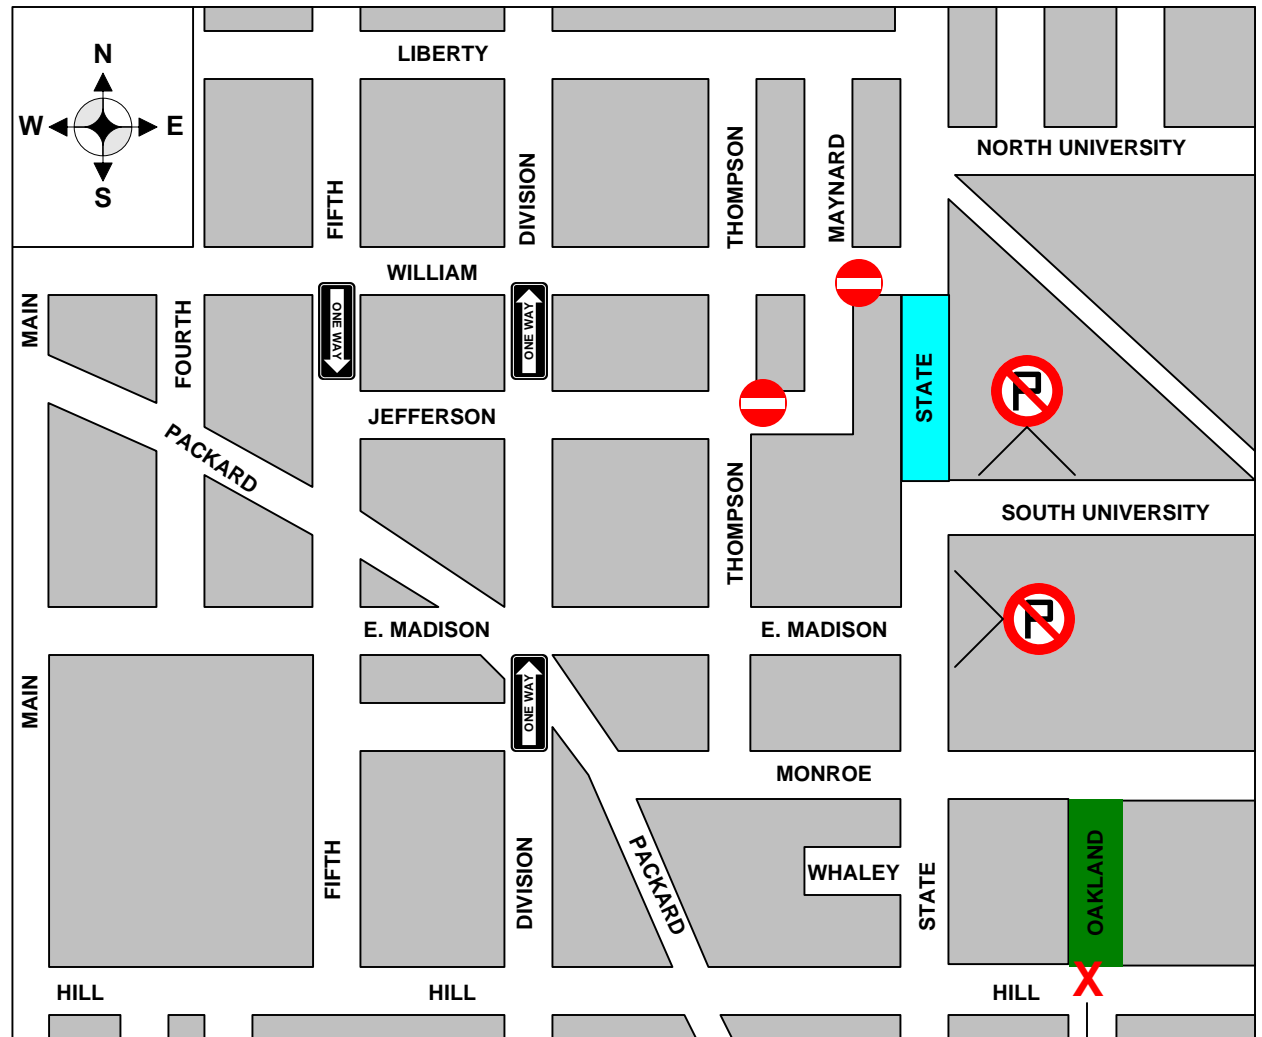 N
W E
S
LIBERTY
NORTH UNIVERSITY
FIFTH
DIVISION
THOMPSON
MAYNARD
WILLIAM
MAIN
FOURTH
ONE WAY
ONE WAY
STATE
P
JEFFERSON
PACKARD
THOMPSON
SOUTH UNIVERSITY
E. MADISON
E. MADISON
P
MAIN
ONE WAY
MONROE
FIFTH
DIVISION
PACKARD
WHALEY
STATE
OAKLAND
HILL
HILL
HILL
X